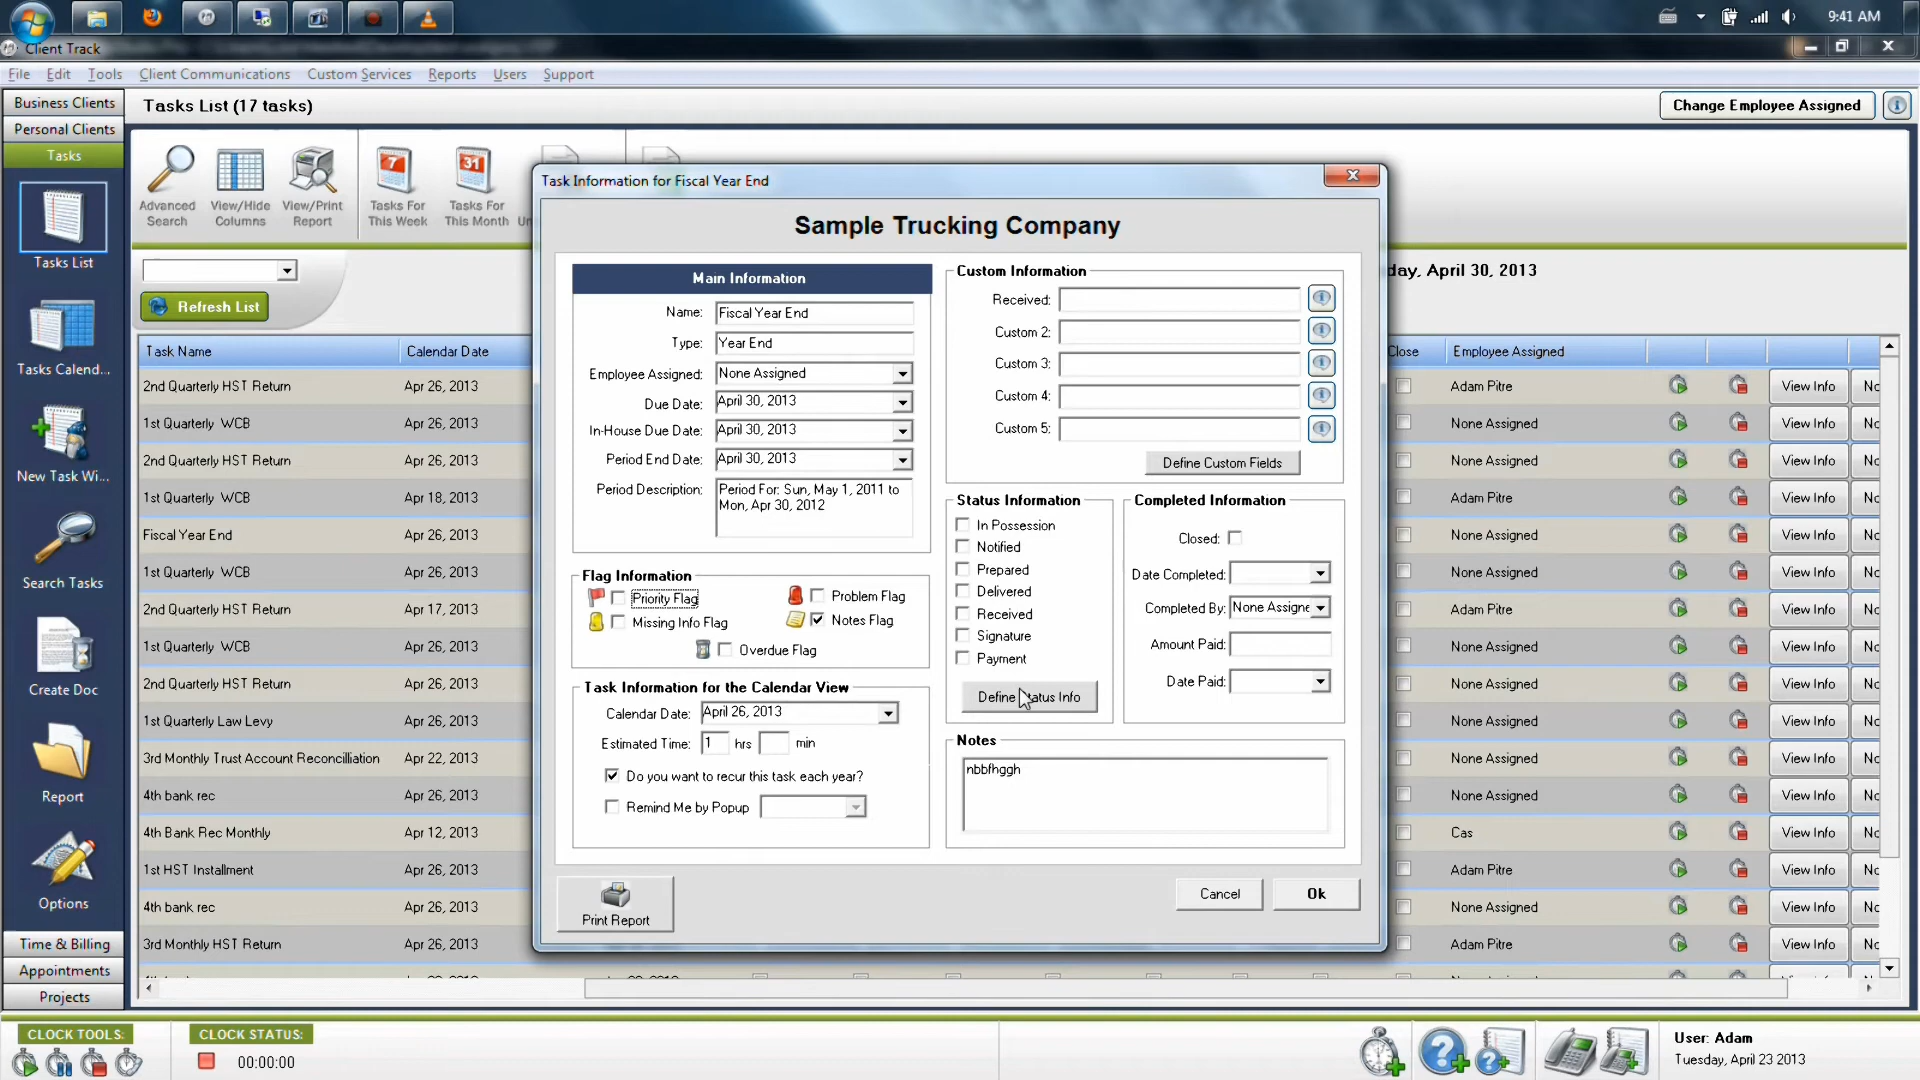 9:41 AM
Client Track
File Edit Tools Client Communications Custom Services Reports Users Support
Business Clients
Personal Clients
Tasks
Tasks List
Tasks Calend...
New Task Wi...
Search Tasks
Create Doc
Report
Options
Time & Billing
Appointments
Projects
Tasks List (17 tasks)
Change Employee Assigned
Advanced Search
View/Hide Columns
View/Print Report
Tasks For This Week
Tasks For This Month
Refresh List
day, April 30, 2013
Task Name Calendar Date
2nd Quarterly HST Return Apr 26, 2013
1st Quarterly WCB Apr 26, 2013
2nd Quarterly HST Return Apr 26, 2013
1st Quarterly WCB Apr 18, 2013
Fiscal Year End Apr 26, 2013
1st Quarterly WCB Apr 26, 2013
2nd Quarterly HST Return Apr 17, 2013
1st Quarterly WCB Apr 26, 2013
2nd Quarterly HST Return Apr 26, 2013
1st Quarterly Law Levy Apr 26, 2013
3rd Monthly Trust Account Reconcilliation Apr 22, 2013
4th bank rec Apr 26, 2013
4th Bank Rec Monthly Apr 12, 2013
1st HST Installment Apr 26, 2013
4th bank rec Apr 26, 2013
3rd Monthly HST Return Apr 26, 2013
Task Information for Fiscal Year End
Sample Trucking Company
Main Information
Name: Fiscal Year End
Type: Year End
Employee Assigned: None Assigned
Due Date: April 30, 2013
In-House Due Date: April 30, 2013
Period End Date: April 30, 2013
Period Description: Period For: Sun, May 1, 2011 to
Mon, Apr 30, 2012
Flag Information
Priority Flag Problem Flag
Missing Info Flag Notes Flag
Overdue Flag
Task Information for the Calendar View
Calendar Date: April 26, 2013
Estimated Time: 1 hrs min
Do you want to recur this task each year?
Remind Me by Popup
Print Report
Custom Information
Received:
Custom 2:
Custom 3:
Custom 4:
Custom 5:
Define Custom Fields
Status Information
In Possession
Notified
Prepared
Delivered
Received
Signature
Payment
Define Status Info
Completed Information
Closed:
Date Completed:
Completed By: None Assigne
Amount Paid:
Date Paid:
Notes
nbbfhggh
Cancel Ok
Close Employee Assigned
Adam Pitre View Info No
None Assigned View Info No
None Assigned View Info No
Adam Pitre View Info No
None Assigned View Info No
None Assigned View Info No
Adam Pitre View Info No
None Assigned View Info No
None Assigned View Info No
None Assigned View Info No
None Assigned View Info No
None Assigned View Info No
Cas View Info No
Adam Pitre View Info No
None Assigned View Info No
Adam Pitre View Info No
CLOCK TOOLS: CLOCK STATUS:
00:00:00
User: Adam
Tuesday, April 23 2013